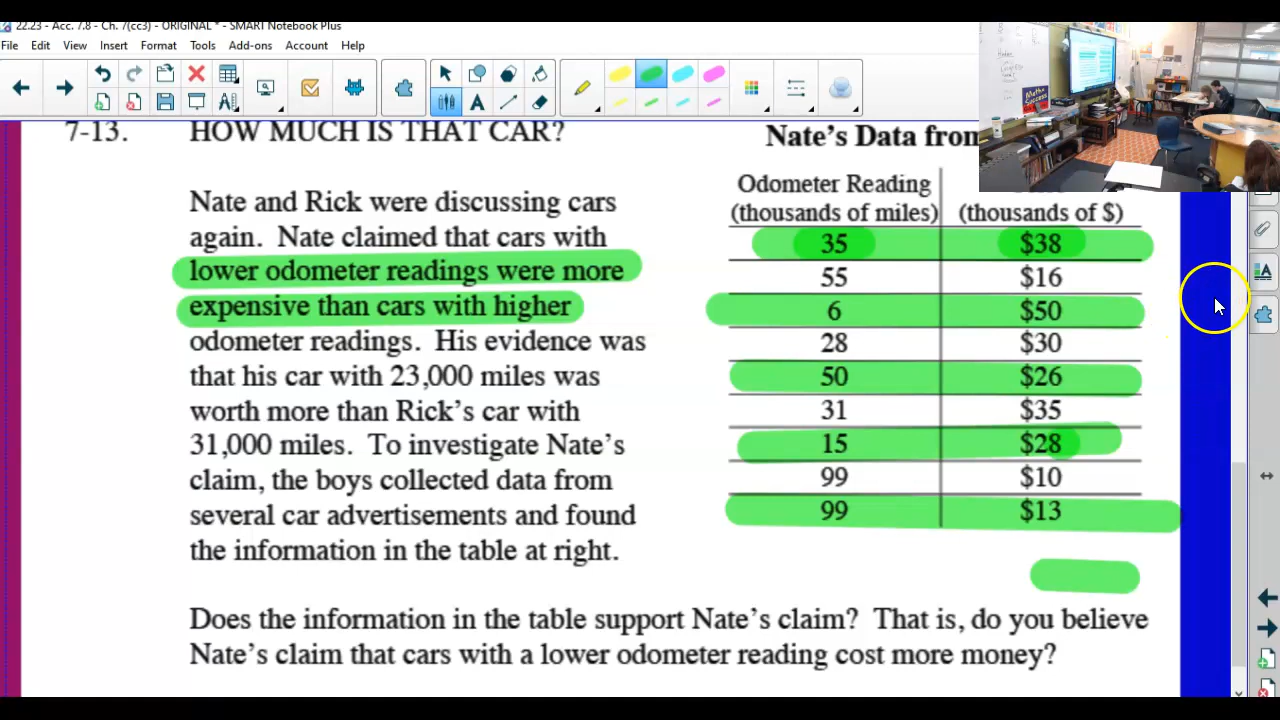 22.23 - Acc. 7.8 - Ch. 7(cc3) - ORIGINAL * - SMART Notebook Plus
File Edit View Insert Format Tools Add-ons Account Help
7-13. HOW MUCH IS THAT CAR?
Nate and Rick were discussing cars
again. Nate claimed that cars with
lower odometer readings were more
expensive than cars with higher
odometer readings. His evidence was
that his car with 23,000 miles was
worth more than Rick's car with
31,000 miles. To investigate Nate's
claim, the boys collected data from
several car advertisements and found
the information in the table at right.
Nate's Data from
Odometer Reading
(thousands of miles) (thousands of $)
35 $38
55 $16
6 $50
28 $30
50 $26
31 $35
15 $28
99 $10
99 $13
Does the information in the table support Nate's claim? That is, do you believe
Nate's claim that cars with a lower odometer reading cost more money?
Math
Success